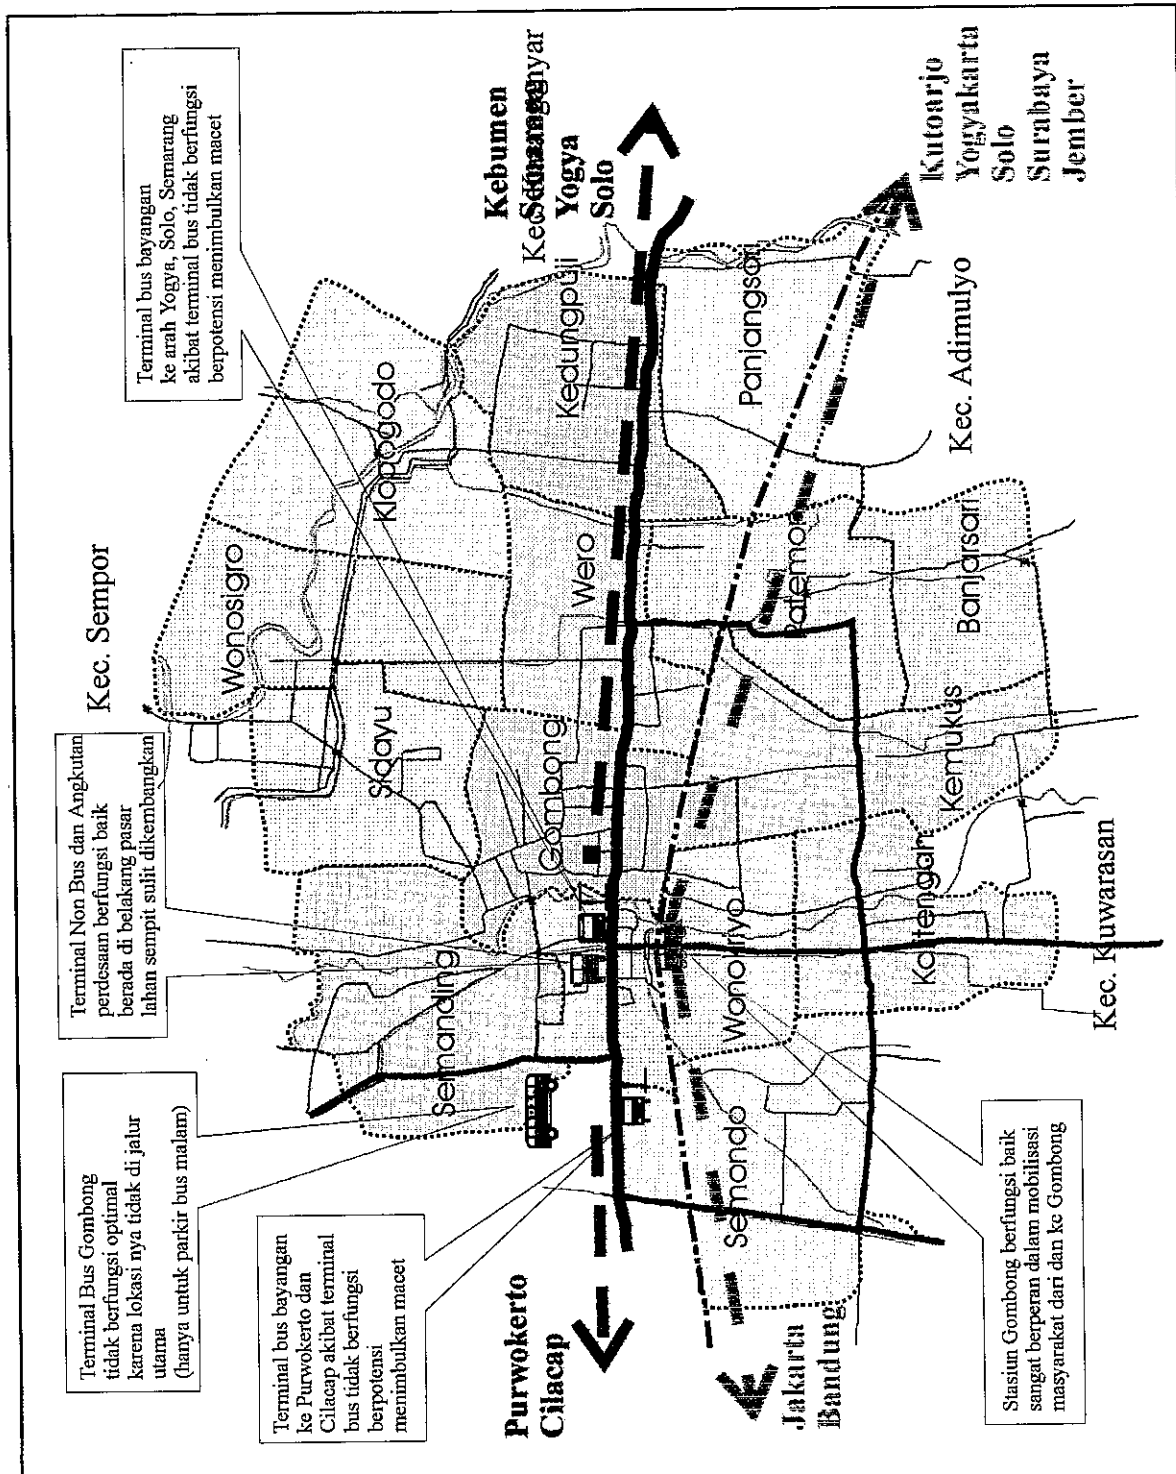 Terminal Bus Gombong
tidak berfungsi optimal
karena lokasi nya tidak di jalur
utama
(hanya untuk parkir bus malam)
Terminal Non Bus dan Angkutan
perdesaan berfungsi baik
berada di belakang pasar
lahan sempit sulit dikembangkan
Kec. Sempor
Terminal bus bayangan
ke arah Yogya, Solo, Semarang
akibat terminal bus tidak berfungsi
berpotensi menimbulkan macet
Terminal bus bayangan
ke Purwokerto dan
Cilacap akibat terminal
bus tidak berfungsi
berpotensi
menimbulkan macet
Wonosigro
Klopogodo
Sidayu
Semanding
Gombong
Wero
Kedungpuji
Kebumen
Semarang
Yogya
Solo
Purwokerto
Cilacap
Semondo
Wonokriyo
Patemon
Panjangsari
Jakarta
Bandung
Kutoarjo
Yogyakarta
Solo
Surabaya
Jember
Kalitengah
Kemukus
Banjarsari
Kec. Adimulyo
Kec. Kuwarasan
Stasiun Gombong berfungsi baik
sangat berperan dalam mobilisasi
masyarakat dari dan ke Gombong